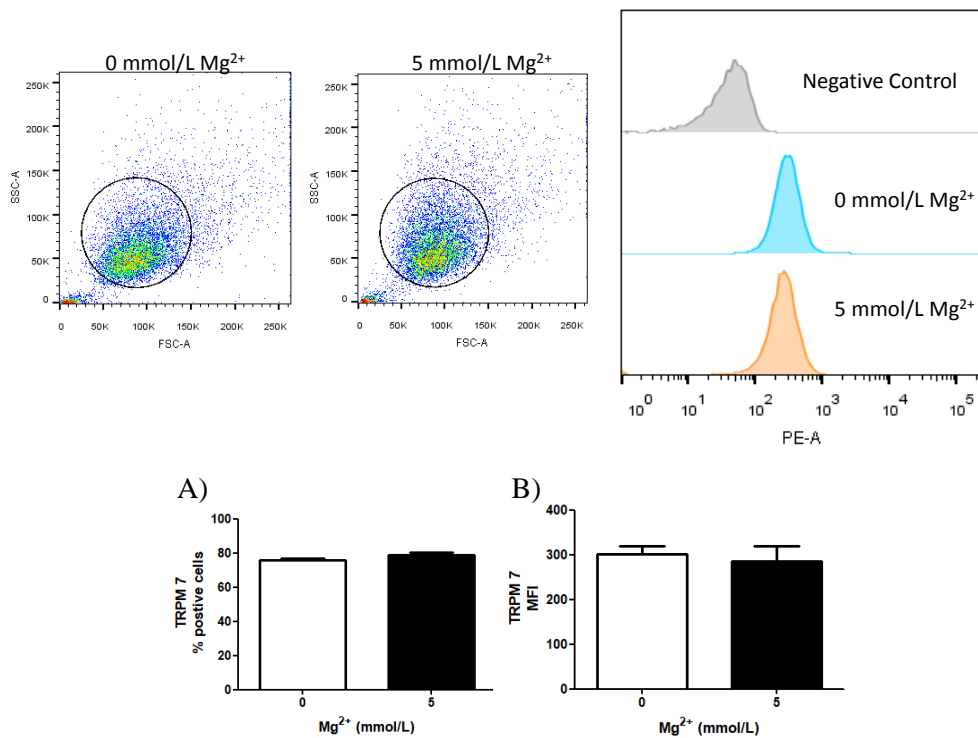 0 mmol/L Mg²⁺
250K
200K
150K
100K
50K
0
SSC-A
0 50K 100K 150K 200K 250K
FSC-A
5 mmol/L Mg²⁺
250K
200K
150K
100K
50K
0
SSC-A
0 50K 100K 150K 200K 250K
FSC-A
Negative Control
0 mmol/L Mg²⁺
5 mmol/L Mg²⁺
10⁰ 10¹ 10² 10³ 10⁴ 10⁵
PE-A
A)
100
80
60
40
20
0
TRPM 7
% postive cells
0 5
Mg²⁺ (mmol/L)
B)
400
300
200
100
0
TRPM 7
MFI
0 5
Mg²⁺ (mmol/L)